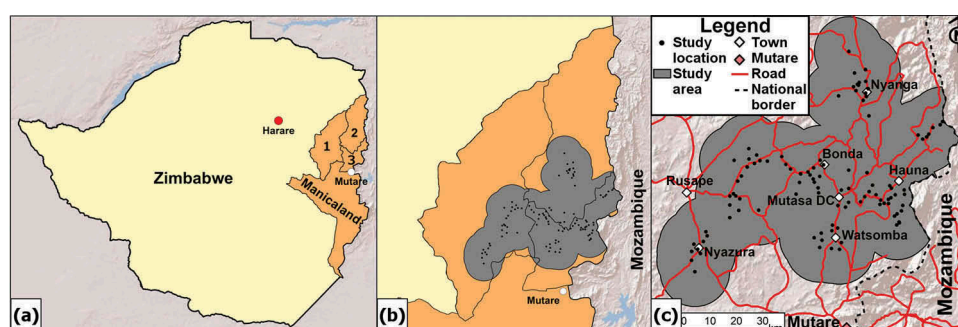 Harare
1
2
3
Mutare
Zimbabwe
Manicaland
(a)
Mozambique
Mutare
(b)
Legend
Study location
Town
Mutare
Study area
Road
National border
Nyanga
Bonda
Hauna
Rusape
Mutasa DC
Watsomba
Nyazura
Mozambique
0 10 20 30
km
Mutare
(c)